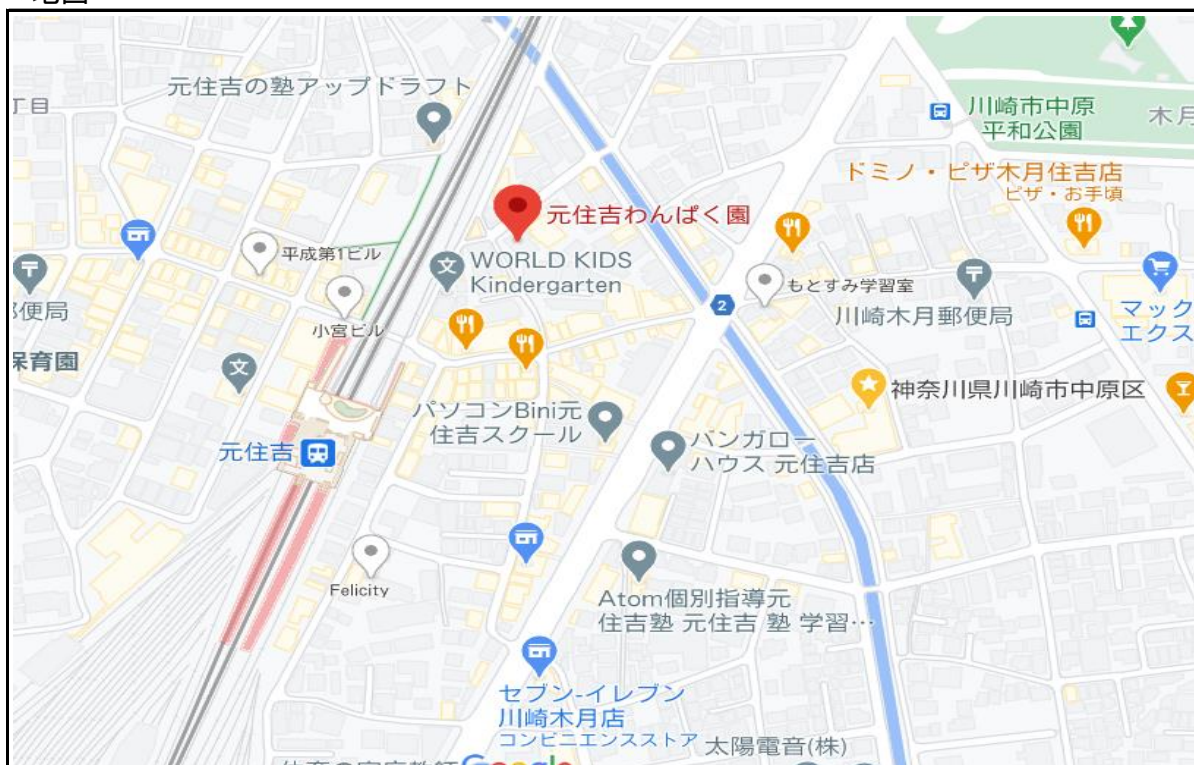 元住吉の塾アップドラフト
丁目
川崎市中原
平和公園
木月
ドミノ・ピザ木月住吉店
ピザ・お手頃
元住吉わんぱく園
平成第1ビル
WORLD KIDS
Kindergarten
もとすみ学習室
2
川崎木月郵便局
マック
エクス
便局
小宮ビル
保育園
神奈川県川崎市中原区
パソコンBini元
住吉スクール
元住吉
バンガロー
ハウス 元住吉店
Felicity
Atom個別指導元
住吉塾 元住吉 塾 学習…
セブン-イレブン
川崎木月店
コンビニエンスストア
太陽電音(株)
Google